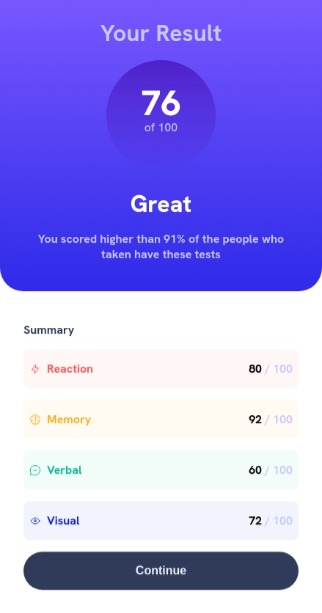 Your Result
76
of 100
Great
You scored higher than 91% of the people who
taken have these tests
Summary
Reaction 80 / 100
Memory 92 / 100
Verbal 60 / 100
Visual 72 / 100
Continue